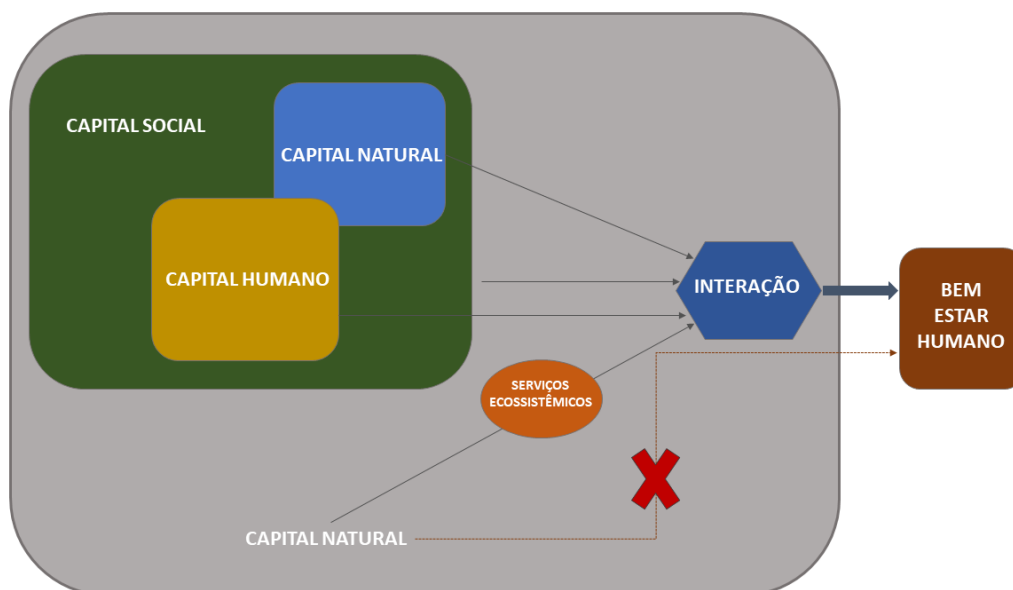 CAPITAL SOCIAL
CAPITAL NATURAL
CAPITAL HUMANO
INTERAÇÃO
BEM
ESTAR
HUMANO
SERVIÇOS
ECOSSISTÊMICOS
CAPITAL NATURAL